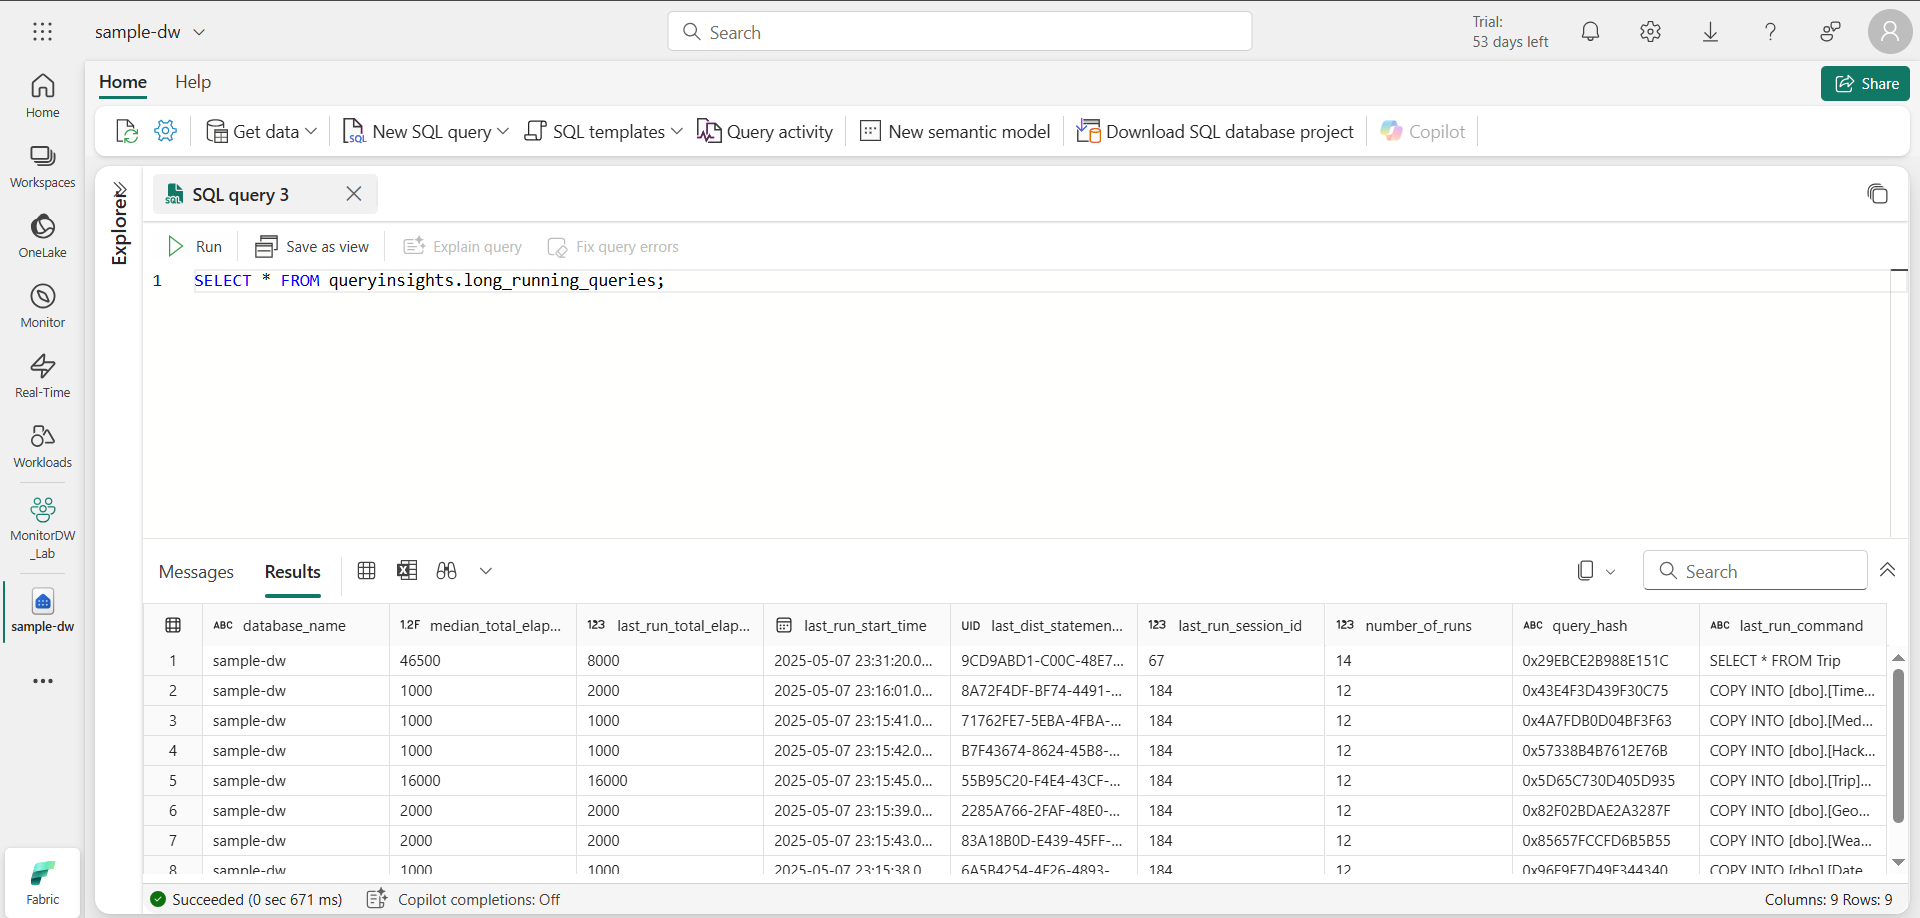 sample-dw
Search
Trial:
53 days left
Home
Help
Share
Get data
New SQL query
SQL templates
Query activity
New semantic model
Download SQL database project
Copilot
Home
Workspaces
OneLake
Monitor
Real-Time
Workloads
MonitorDW
_Lab
sample-dw
Fabric
Explorer
SQL query 3
Run
Save as view
Explain query
Fix query errors
1 SELECT * FROM queryinsights.long_running_queries;
Messages
Results
Search
ABC database_name 1.2F median_total_elap... 123 last_run_total_elap... last_run_start_time UID last_dist_statemen... 123 last_run_session_id 123 number_of_runs ABC query_hash ABC last_run_command
1 sample-dw 46500 8000 2025-05-07 23:31:20.0... 9CD9ABD1-C00C-48E7... 67 14 0x29EBCE2B988E151C SELECT * FROM Trip
2 sample-dw 1000 2000 2025-05-07 23:16:01.0... 8A72F4DF-BF74-4491-... 184 12 0x43E4F3D439F30C75 COPY INTO [dbo].[Time...
3 sample-dw 1000 1000 2025-05-07 23:15:41.0... 71762FE7-5EBA-4FBA-... 184 12 0x4A7FDB0D04BF3F63 COPY INTO [dbo].[Med...
4 sample-dw 1000 1000 2025-05-07 23:15:42.0... B7F43674-8624-45B8-... 184 12 0x57338B4B7612E76B COPY INTO [dbo].[Hack...
5 sample-dw 16000 16000 2025-05-07 23:15:45.0... 55B95C20-F4E4-43CF-... 184 12 0x5D65C730D405D935 COPY INTO [dbo].[Trip]...
6 sample-dw 2000 2000 2025-05-07 23:15:39.0... 2285A766-2FAF-48E0-... 184 12 0x82F02BDAE2A3287F COPY INTO [dbo].[Geo...
7 sample-dw 2000 2000 2025-05-07 23:15:43.0... 83A18B0D-E439-45FF-... 184 12 0x85657FCCFD6B5B55 COPY INTO [dbo].[Wea...
8 sample-dw 1000 1000 2025-05-07 23:15:38.0... 6A5B4254-4F26-4893-... 184 12 0x96F9F7D49F344340 COPY INTO [dbo].[Date...
Succeeded (0 sec 671 ms)
Copilot completions: Off
Columns: 9 Rows: 9